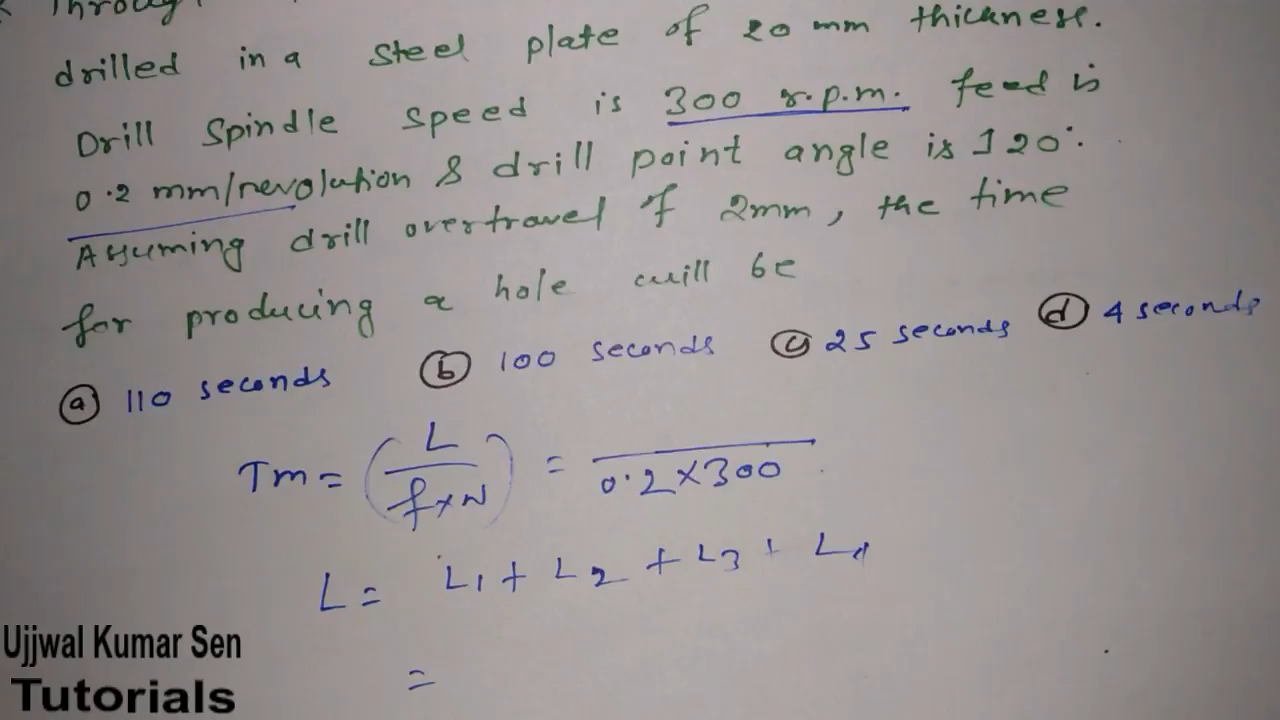 Through
drilled in a steel plate of 20 mm thickness.
Drill Spindle speed is 300 r.p.m. feed is
0.2 mm/revolution & drill point angle is 120°.
Assuming drill overtravel of 2mm, the time
for producing a hole will be
(a) 110 seconds (b) 100 seconds (c) 25 seconds (d) 4 seconds
Tm = (L / f×N) = / 0.2×300
L = L1 + L2 + L3 + L4
=
Ujjwal Kumar Sen
Tutorials